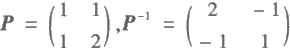 P = ( 1 1 ) , P⁻¹ = ( 2 - 1 )
( 1 2 ) ( - 1 1 )